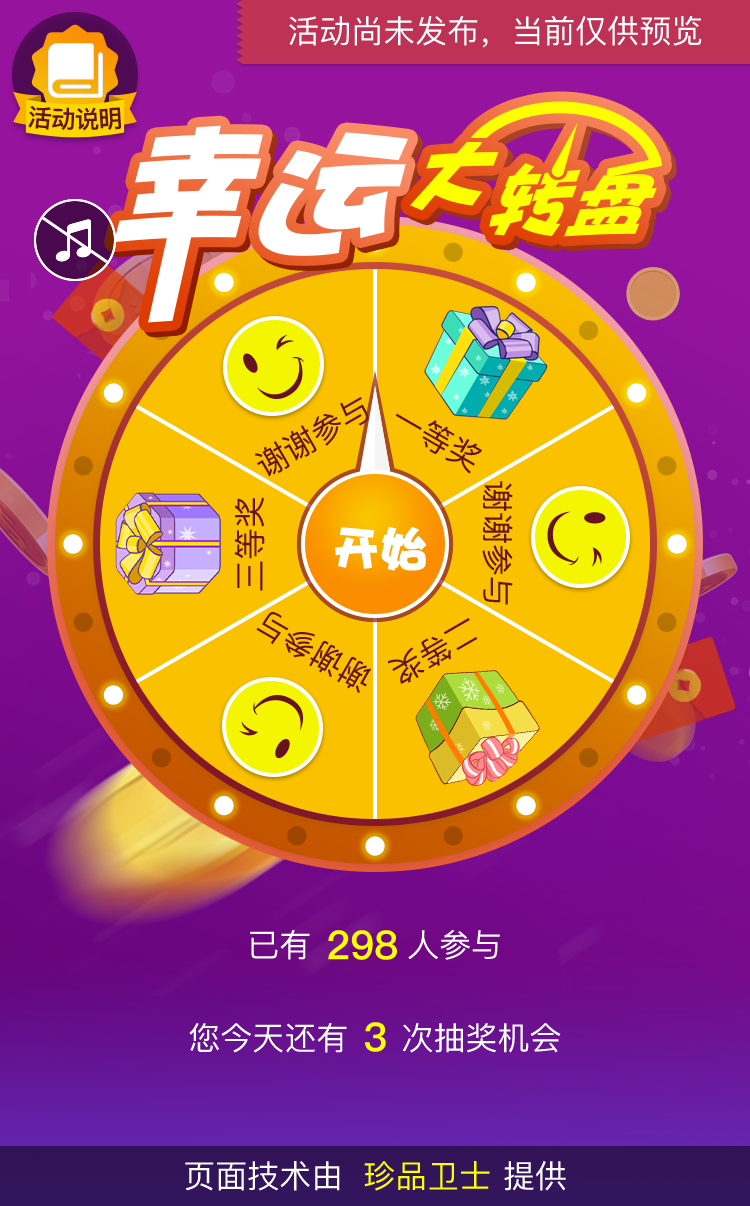 活动尚未发布，当前仅供预览
活动说明
幸运大转盘
谢谢参与
一等奖
谢谢参与
二等奖
谢谢参与
三等奖
开始
已有 298 人参与
您今天还有 3 次抽奖机会
页面技术由 珍品卫士 提供